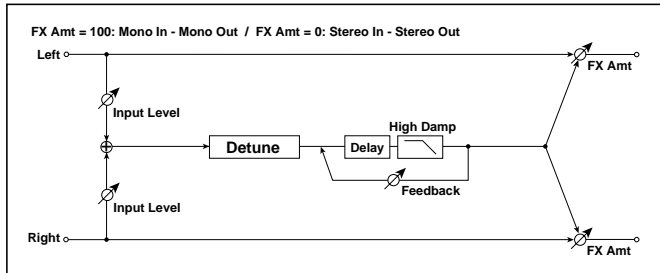 FX Amt = 100: Mono In - Mono Out / FX Amt = 0: Stereo In - Stereo Out
Left
FX Amt
Input Level
High Damp
Detune
Delay
Feedback
Input Level
Right
FX Amt